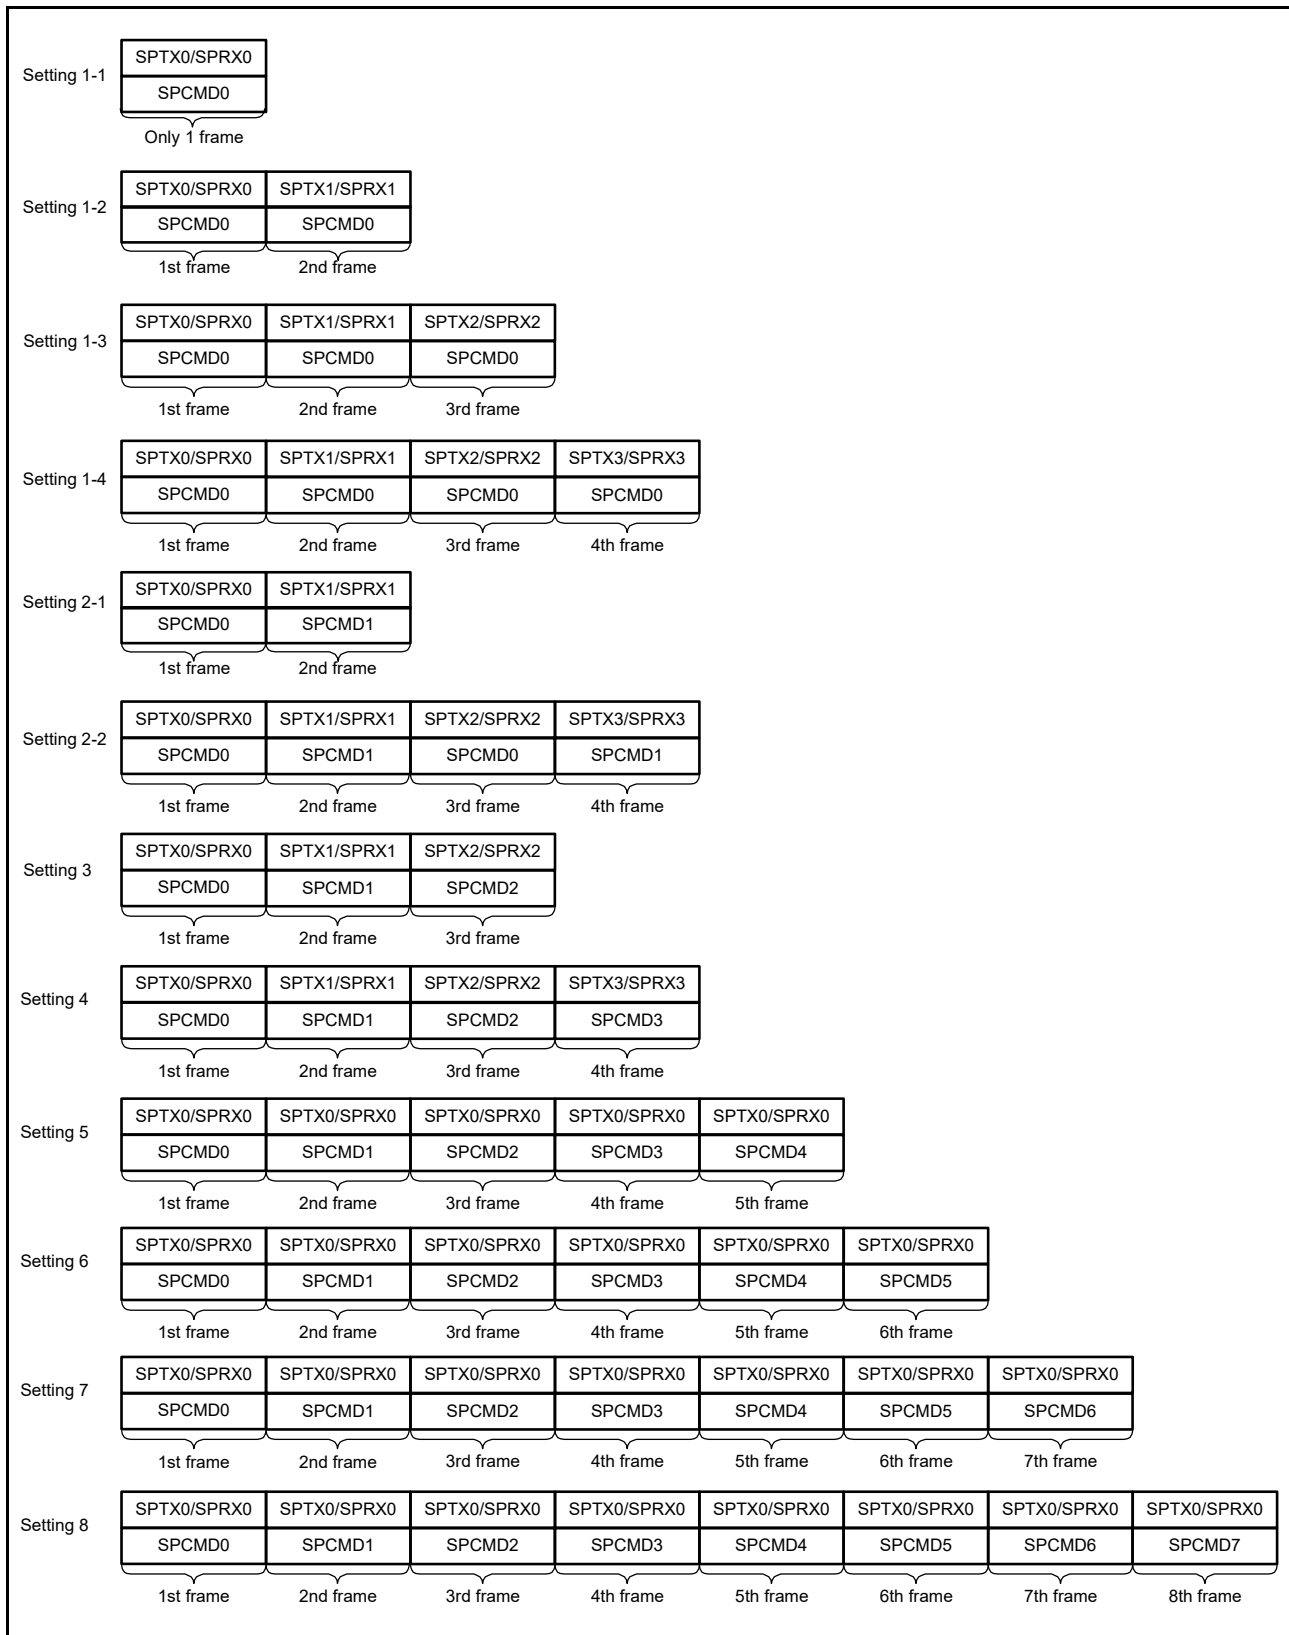 SPTX0/SPRX0
Setting 1-1
SPCMD0
Only 1 frame
SPTX0/SPRX0 SPTX1/SPRX1
Setting 1-2
SPCMD0 SPCMD0
1st frame 2nd frame
SPTX0/SPRX0 SPTX1/SPRX1 SPTX2/SPRX2
Setting 1-3
SPCMD0 SPCMD0 SPCMD0
1st frame 2nd frame 3rd frame
SPTX0/SPRX0 SPTX1/SPRX1 SPTX2/SPRX2 SPTX3/SPRX3
Setting 1-4
SPCMD0 SPCMD0 SPCMD0 SPCMD0
1st frame 2nd frame 3rd frame 4th frame
SPTX0/SPRX0 SPTX1/SPRX1
Setting 2-1
SPCMD0 SPCMD1
1st frame 2nd frame
SPTX0/SPRX0 SPTX1/SPRX1 SPTX2/SPRX2 SPTX3/SPRX3
Setting 2-2
SPCMD0 SPCMD1 SPCMD0 SPCMD1
1st frame 2nd frame 3rd frame 4th frame
SPTX0/SPRX0 SPTX1/SPRX1 SPTX2/SPRX2
Setting 3
SPCMD0 SPCMD1 SPCMD2
1st frame 2nd frame 3rd frame
SPTX0/SPRX0 SPTX1/SPRX1 SPTX2/SPRX2 SPTX3/SPRX3
Setting 4
SPCMD0 SPCMD1 SPCMD2 SPCMD3
1st frame 2nd frame 3rd frame 4th frame
SPTX0/SPRX0 SPTX0/SPRX0 SPTX0/SPRX0 SPTX0/SPRX0 SPTX0/SPRX0
Setting 5
SPCMD0 SPCMD1 SPCMD2 SPCMD3 SPCMD4
1st frame 2nd frame 3rd frame 4th frame 5th frame
SPTX0/SPRX0 SPTX0/SPRX0 SPTX0/SPRX0 SPTX0/SPRX0 SPTX0/SPRX0 SPTX0/SPRX0
Setting 6
SPCMD0 SPCMD1 SPCMD2 SPCMD3 SPCMD4 SPCMD5
1st frame 2nd frame 3rd frame 4th frame 5th frame 6th frame
SPTX0/SPRX0 SPTX0/SPRX0 SPTX0/SPRX0 SPTX0/SPRX0 SPTX0/SPRX0 SPTX0/SPRX0 SPTX0/SPRX0
Setting 7
SPCMD0 SPCMD1 SPCMD2 SPCMD3 SPCMD4 SPCMD5 SPCMD6
1st frame 2nd frame 3rd frame 4th frame 5th frame 6th frame 7th frame
SPTX0/SPRX0 SPTX0/SPRX0 SPTX0/SPRX0 SPTX0/SPRX0 SPTX0/SPRX0 SPTX0/SPRX0 SPTX0/SPRX0 SPTX0/SPRX0
Setting 8
SPCMD0 SPCMD1 SPCMD2 SPCMD3 SPCMD4 SPCMD5 SPCMD6 SPCMD7
1st frame 2nd frame 3rd frame 4th frame 5th frame 6th frame 7th frame 8th frame